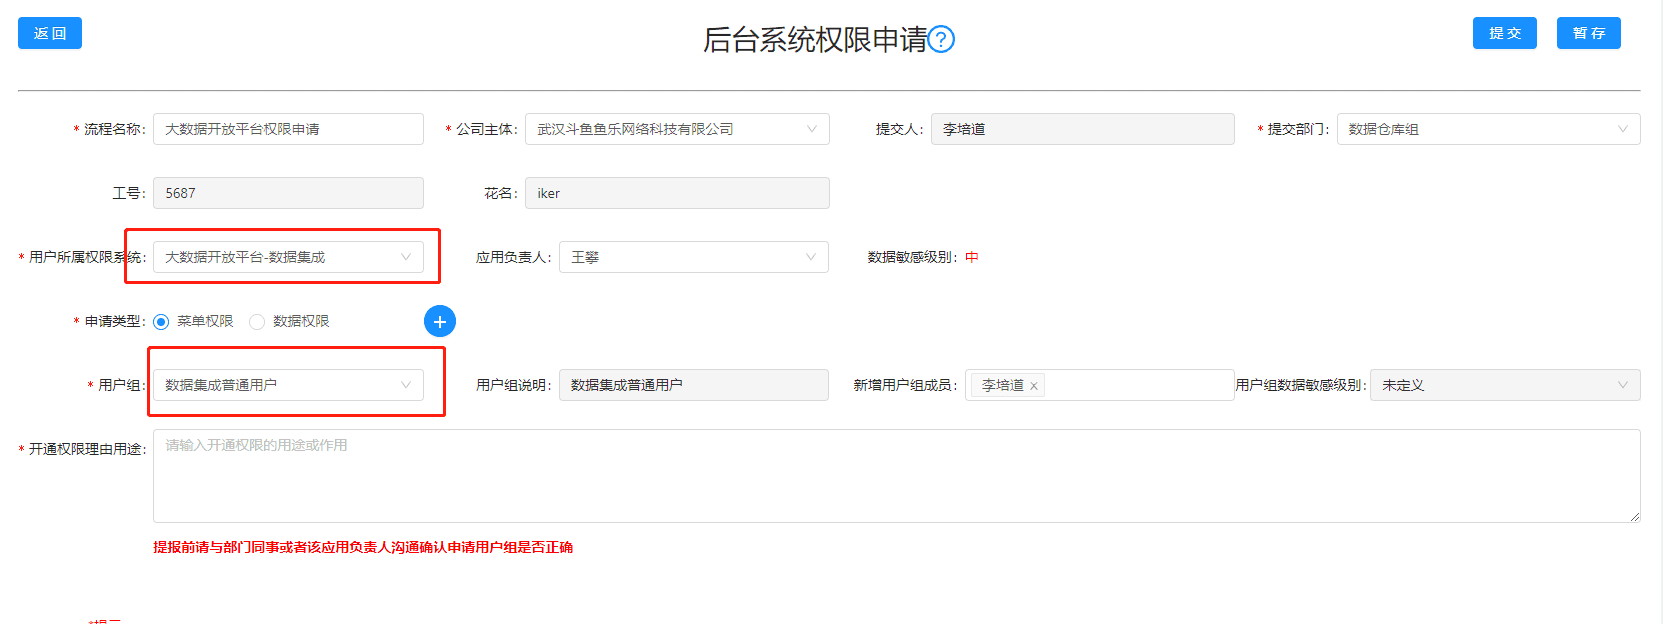 返 回
后台系统权限申请?
提 交
暂 存
* 流程名称: 大数据开放平台权限申请
* 公司主体: 武汉斗鱼鱼乐网络科技有限公司
提交人: 李培道
* 提交部门: 数据仓库组
工号: 5687
花名: iker
* 用户所属权限系统: 大数据开放平台-数据集成
应用负责人: 王攀
数据敏感级别: 中
* 申请类型: 菜单权限 数据权限
* 用户组: 数据集成普通用户
用户组说明: 数据集成普通用户
新增用户组成员: 李培道 x
用户组数据敏感级别: 未定义
* 开通权限理由用途: 请输入开通权限的用途或作用
提报前请与部门同事或者该应用负责人沟通确认申请用户组是否正确